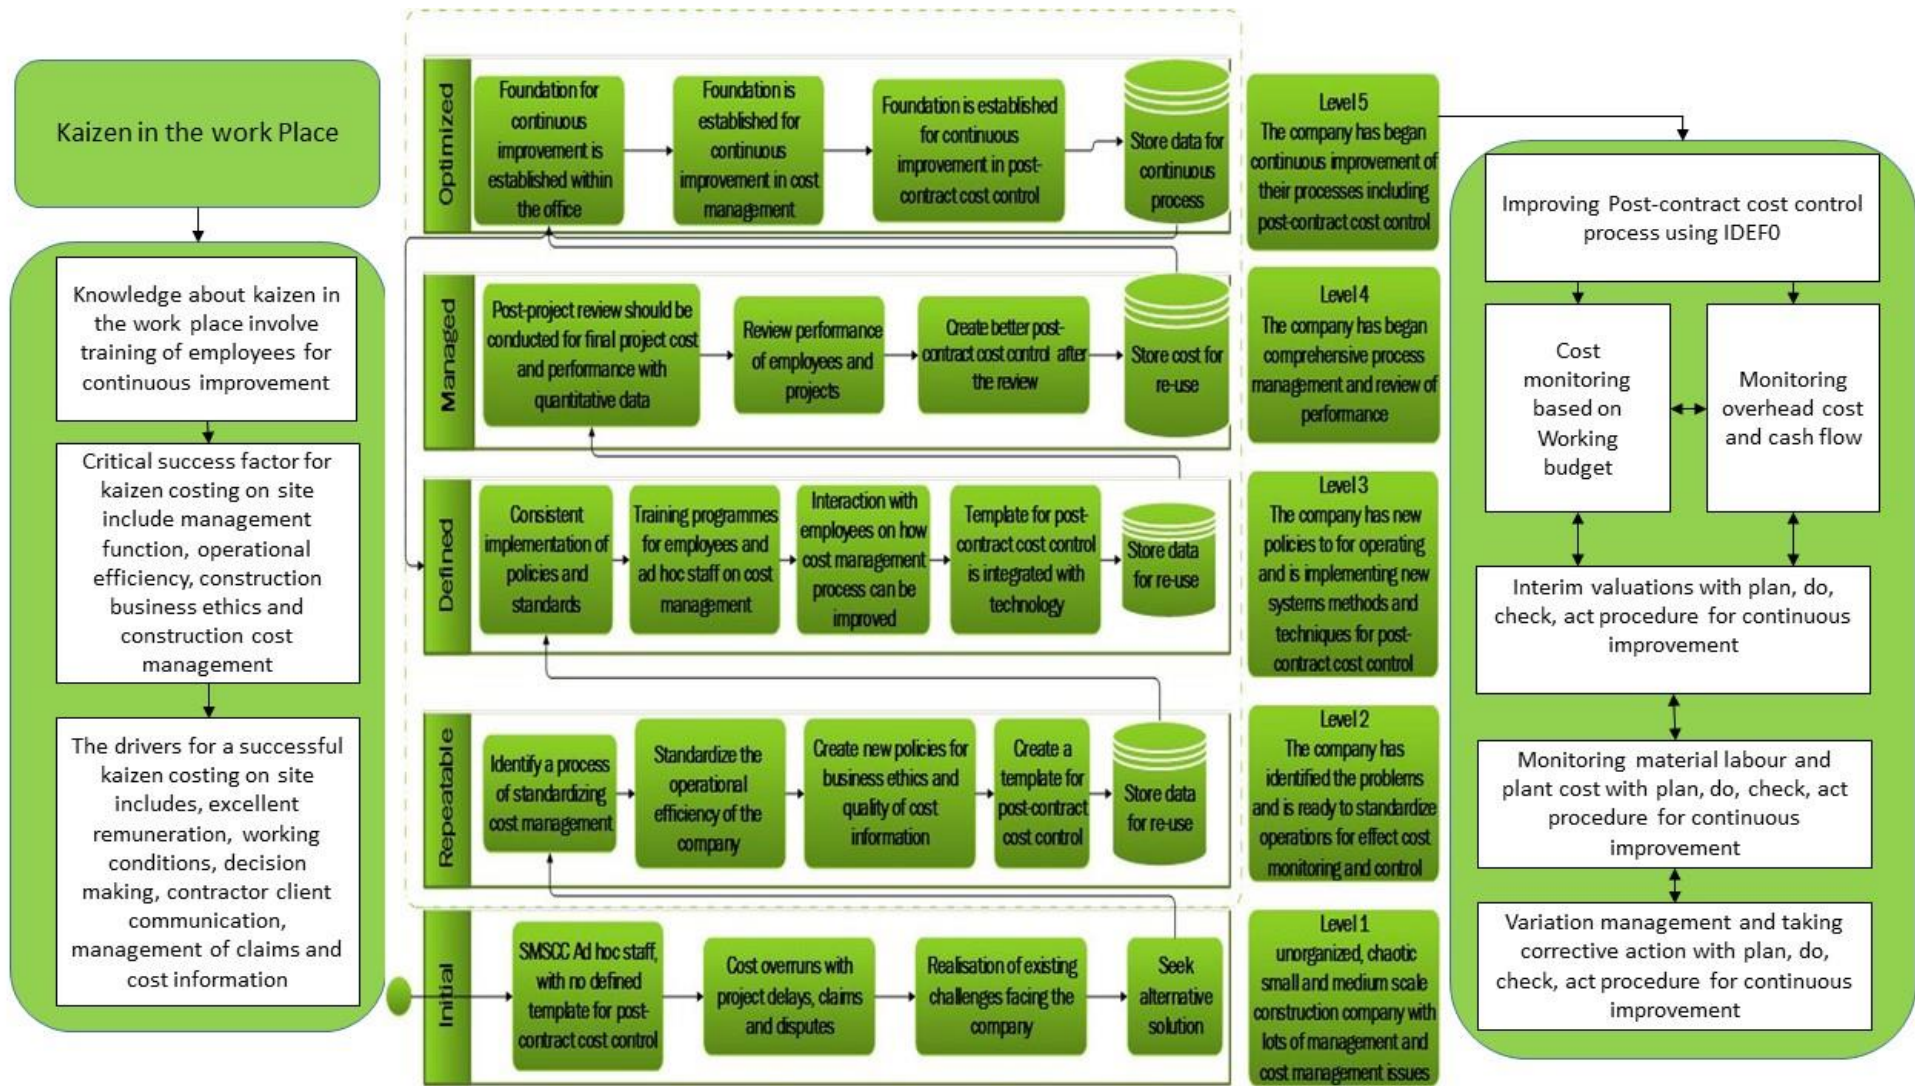 Kaizen in the work Place
Knowledge about kaizen in
the work place involve
training of employees for
continuous improvement
Critical success factor for
kaizen costing on site
include management
function, operational
efficiency, construction
business ethics and
construction cost
management
The drivers for a successful
kaizen costing on site
includes, excellent
remuneration, working
conditions, decision
making, contractor client
communication,
management of claims and
cost information
Optimized
Foundation for
continuous
improvement is
established within
the office
Foundation is
established for
continuous
improvement in cost
management
Foundation is established
for continuous
improvement in post-
contract cost control
Store data for
continuous
process
Level 5
The company has began
continuous improvement of
their processes including
post-contract cost control
Managed
Post-project review should be
conducted for final project cost
and performance with
quantitative data
Review performance
of employees and
projects
Create better post-
contract cost control after
the review
Store cost for
re-use
Level 4
The company has began
comprehensive process
management and review of
performance
Defined
Consistent
implementation of
policies and
standards
Training programmes
for employees and
ad hoc staff on cost
management
Interaction with
employees on how
cost management
process can be
improved
Template for post-
contract cost control
is integrated with
technology
Store data
for re-use
Level 3
The company has new
policies to for operating
and is implementing new
systems methods and
techniques for post-
contract cost control
Repeatable
Identify a process
of standardizing
cost management
Standardize the
operational
efficiency of the
company
Create new policies for
business ethics and
quality of cost
information
Create a
template for
post-contract
cost control
Store data
for re-use
Level 2
The company has
identified the problems
and is ready to standardize
operations for effect cost
monitoring and control
Initial
SMSCC Ad hoc staff,
with no defined
template for post-
contract cost control
Cost overruns with
project delays, claims
and disputes
Realisation of existing
challenges facing the
company
Seek
alternative
solution
Level 1
unorganized, chaotic
small and medium scale
construction company with
lots of management and
cost management issues
Improving Post-contract cost control
process using IDEF0
Cost
monitoring
based on
Working
budget
Monitoring
overhead cost
and cash flow
Interim valuations with plan, do,
check, act procedure for continuous
improvement
Monitoring material labour and
plant cost with plan, do, check, act
procedure for continuous
improvement
Variation management and taking
corrective action with plan, do,
check, act procedure for continuous
improvement